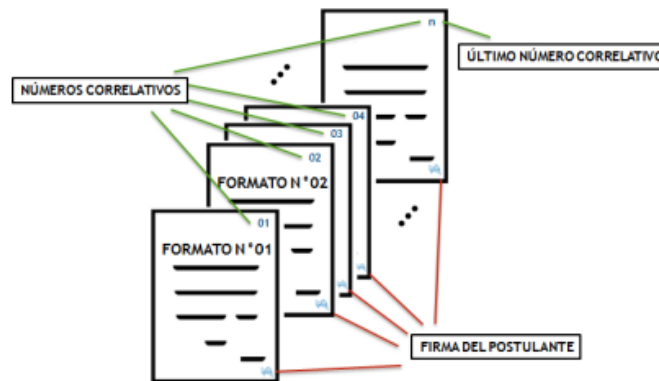 n
ÚLTIMO NÚMERO CORRELATIVO
NÚMEROS CORRELATIVOS
04
03
02
FORMATO N°02
01
FORMATO N°01
FIRMA DEL POSTULANTE